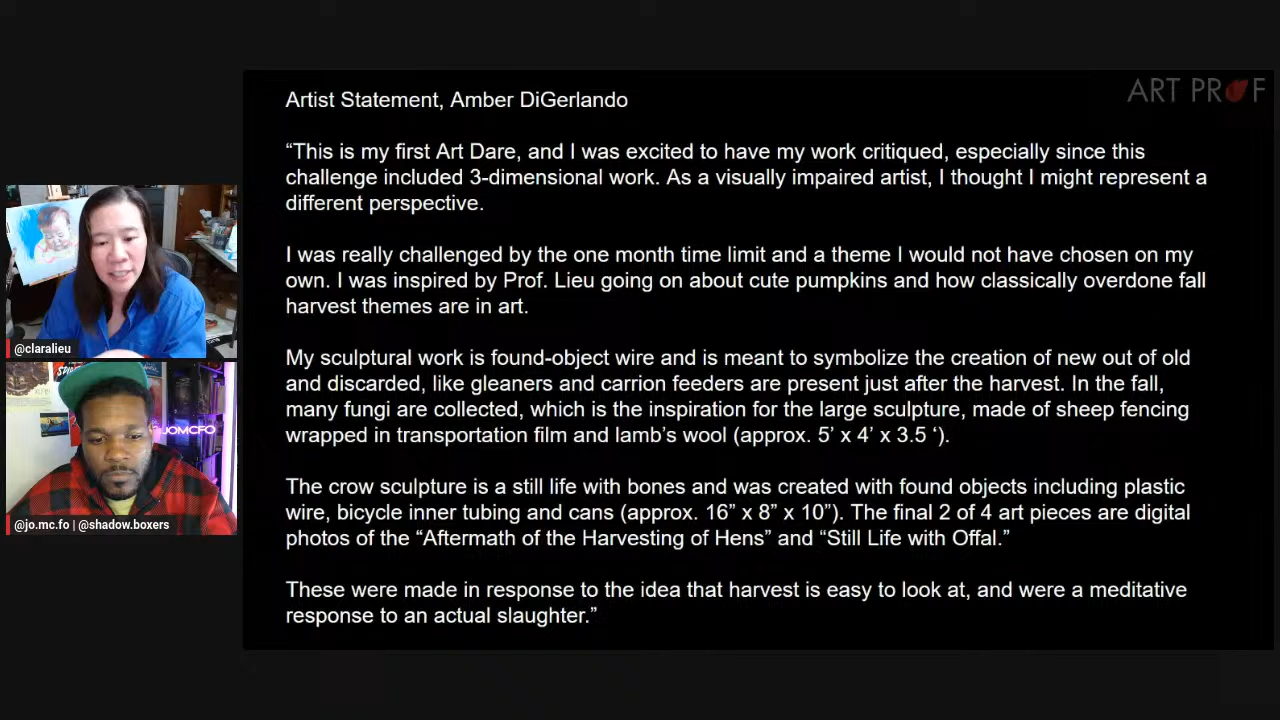 ART PROF
Artist Statement, Amber DiGerlando
“This is my first Art Dare, and I was excited to have my work critiqued, especially since this
challenge included 3-dimensional work. As a visually impaired artist, I thought I might represent a
different perspective.
I was really challenged by the one month time limit and a theme I would not have chosen on my
own. I was inspired by Prof. Lieu going on about cute pumpkins and how classically overdone fall
harvest themes are in art.
My sculptural work is found-object wire and is meant to symbolize the creation of new out of old
and discarded, like gleaners and carrion feeders are present just after the harvest. In the fall,
many fungi are collected, which is the inspiration for the large sculpture, made of sheep fencing
wrapped in transportation film and lamb’s wool (approx. 5’ x 4’ x 3.5 ‘).
The crow sculpture is a still life with bones and was created with found objects including plastic
wire, bicycle inner tubing and cans (approx. 16” x 8” x 10”). The final 2 of 4 art pieces are digital
photos of the “Aftermath of the Harvesting of Hens” and “Still Life with Offal.”
These were made in response to the idea that harvest is easy to look at, and were a meditative
response to an actual slaughter.”
@claralieu
JOMCFO
@jo.mc.fo | @shadow.boxers